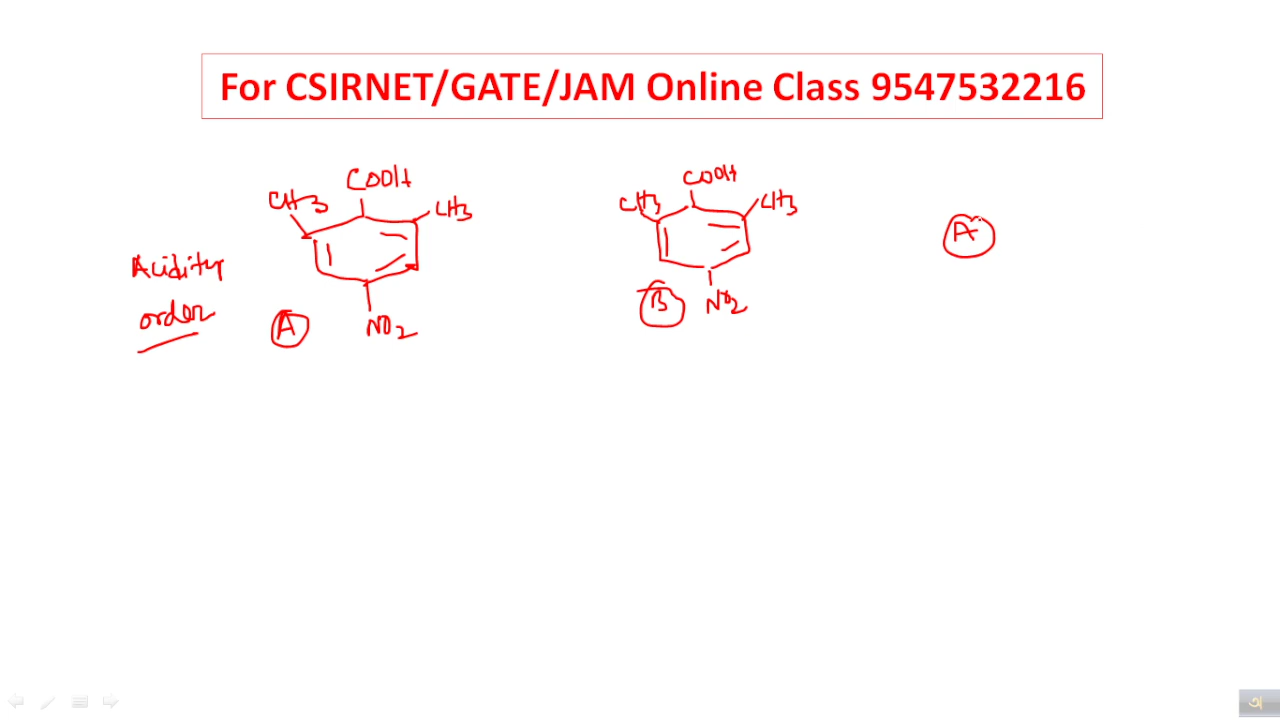 For CSIRNET/GATE/JAM Online Class 9547532216
COOH
CH3
CH3
Acidity
order
A
NO2
COOH
CH3
CH3
B
NO2
A
অ